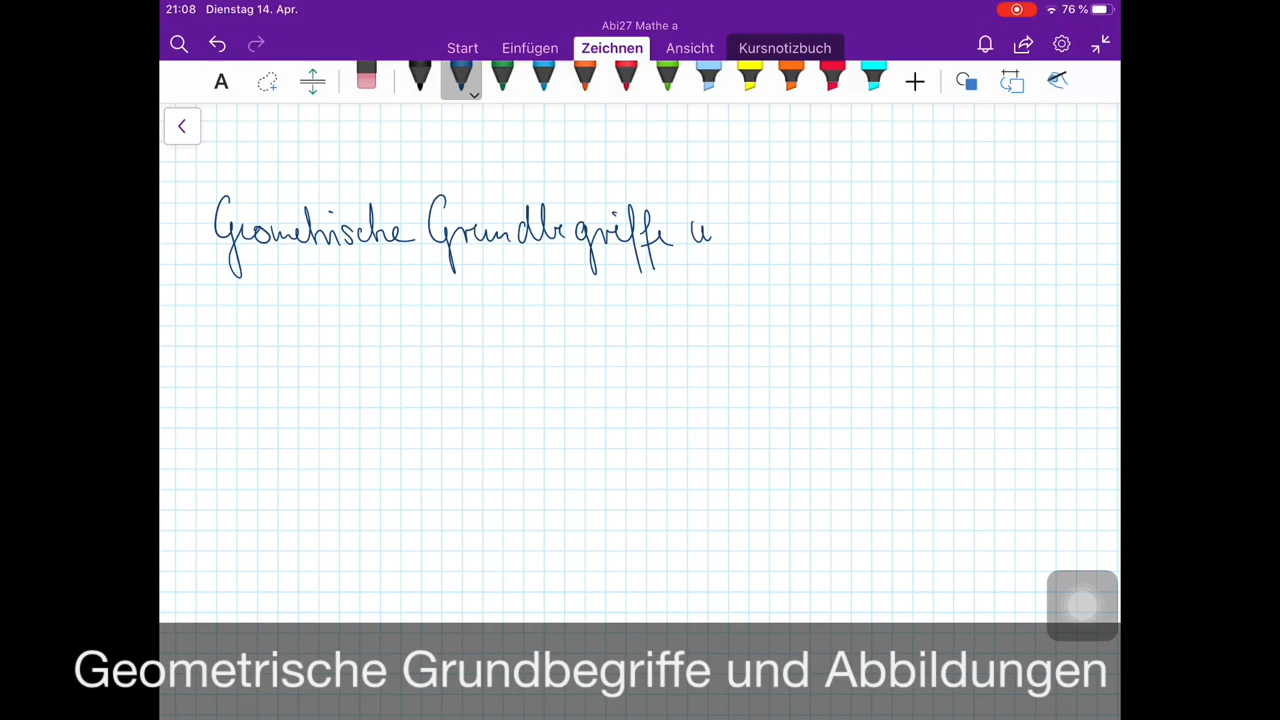 21:08 Dienstag 14. Apr. 76 %
Abi27 Mathe a
Start Einfügen Zeichnen Ansicht Kursnotizbuch
A
Geometrische Grundbegriffe u
Geometrische Grundbegriffe und Abbildungen